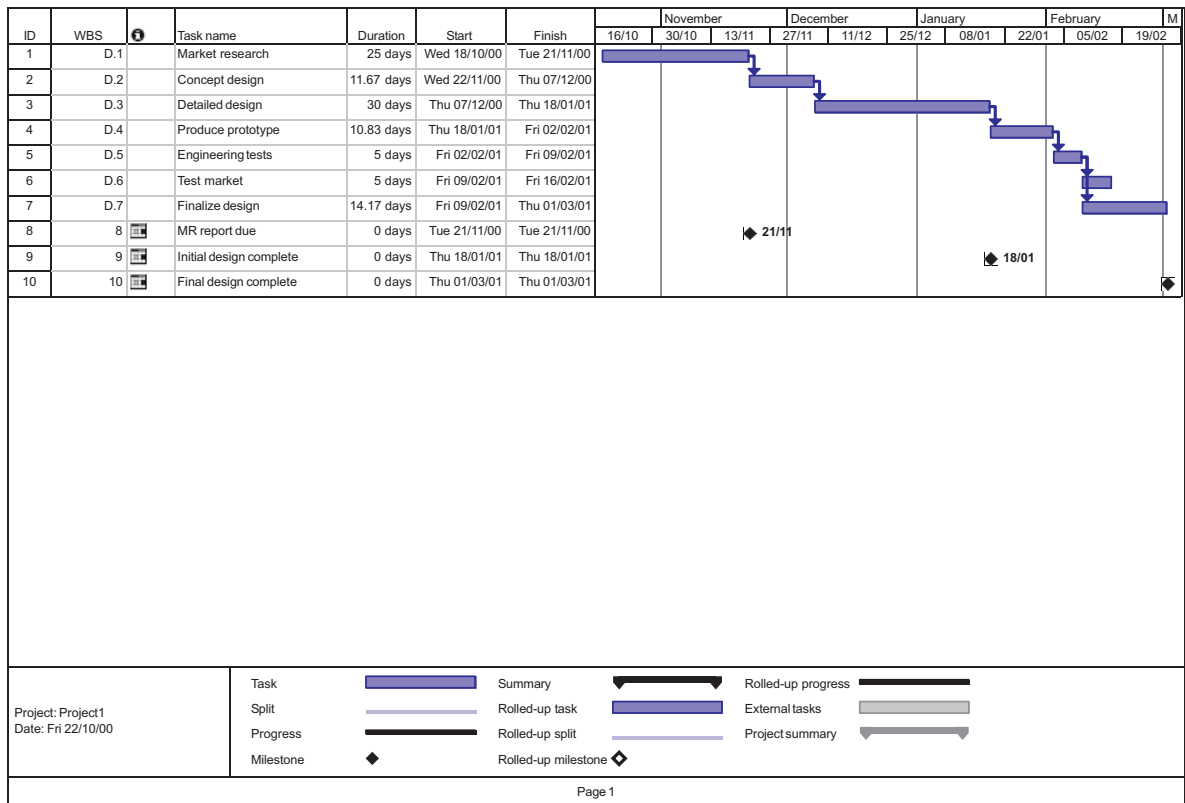 November December January February M
ID WBS Task name Duration Start Finish 16/10 30/10 13/11 27/11 11/12 25/12 08/01 22/01 05/02 19/02
1 D.1 Market research 25 days Wed 18/10/00 Tue 21/11/00
2 D.2 Concept design 11.67 days Wed 22/11/00 Thu 07/12/00
3 D.3 Detailed design 30 days Thu 07/12/00 Thu 18/01/01
4 D.4 Produce prototype 10.83 days Thu 18/01/01 Fri 02/02/01
5 D.5 Engineering tests 5 days Fri 02/02/01 Fri 09/02/01
6 D.6 Test market 5 days Fri 09/02/01 Fri 16/02/01
7 D.7 Finalize design 14.17 days Fri 09/02/01 Thu 01/03/01
8 8 MR report due 0 days Tue 21/11/00 Tue 21/11/00 21/11
9 9 Initial design complete 0 days Thu 18/01/01 Thu 18/01/01 18/01
10 10 Final design complete 0 days Thu 01/03/01 Thu 01/03/01
Project: Project1
Date: Fri 22/10/00
Task Summary Rolled-up progress
Split Rolled-up task External tasks
Progress Rolled-up split Project summary
Milestone Rolled-up milestone
Page 1